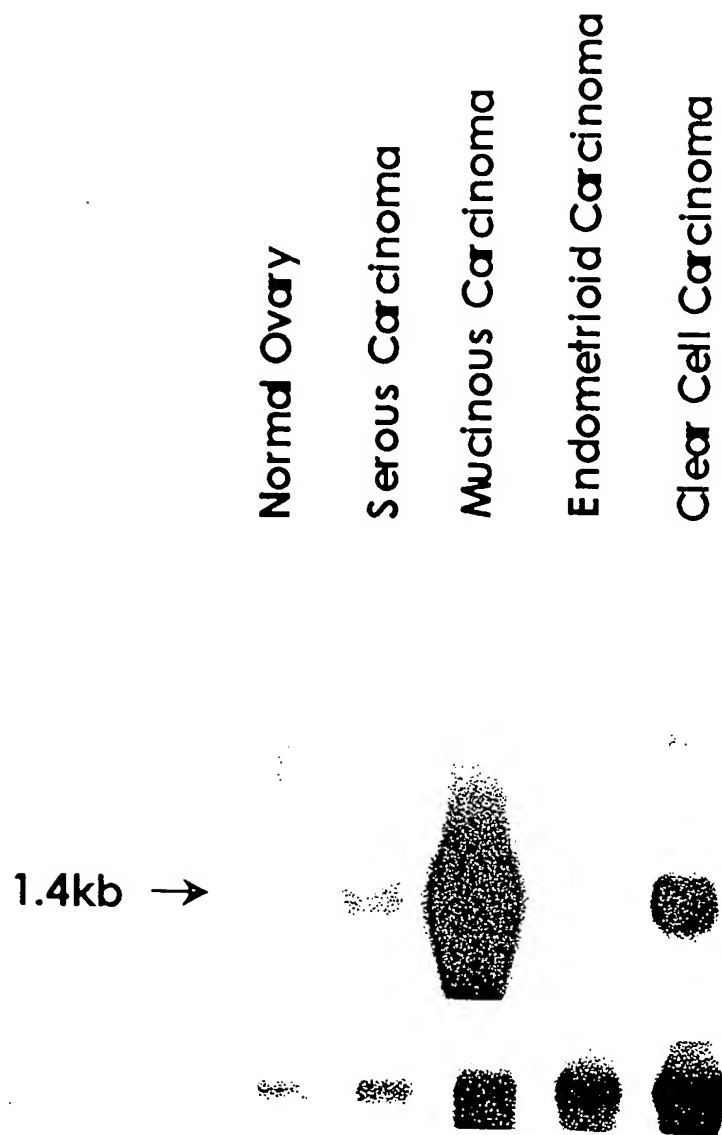 Normal Ovary
Serous Carcinoma
Mucinous Carcinoma
Endometrioid Carcinoma
Clear Cell Carcinoma
1.4kb →